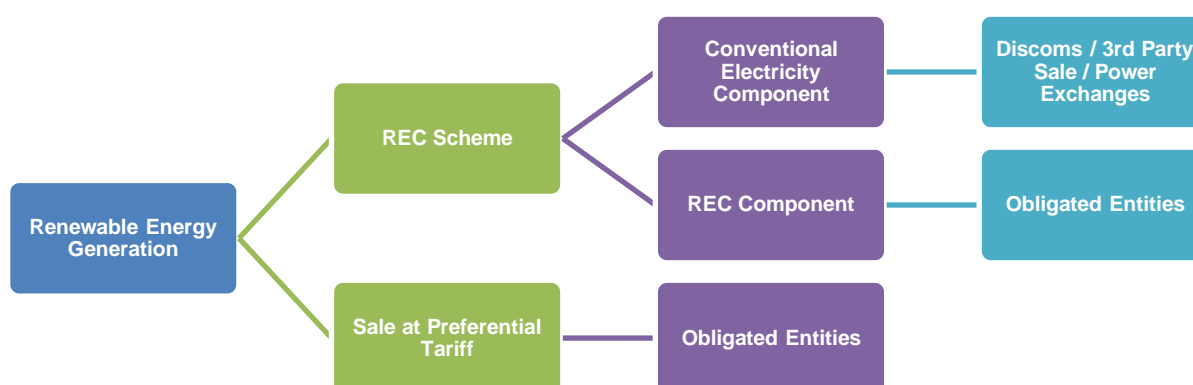 Conventional
Electricity
Component
Discoms / 3rd Party
Sale / Power
Exchanges
REC Scheme
REC Component
Obligated Entities
Renewable Energy
Generation
Sale at Preferential
Tariff
Obligated Entities